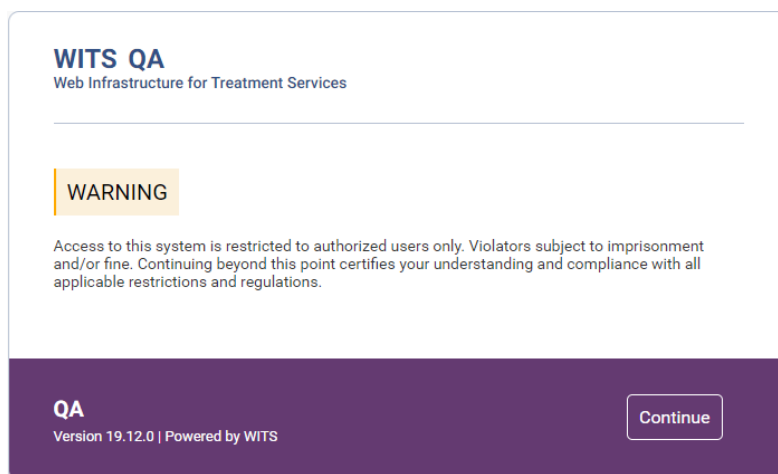 WITS QA
Web Infrastructure for Treatment Services
WARNING
Access to this system is restricted to authorized users only. Violators subject to imprisonment
and/or fine. Continuing beyond this point certifies your understanding and compliance with all
applicable restrictions and regulations.
QA
Continue
Version 19.12.0 | Powered by WITS